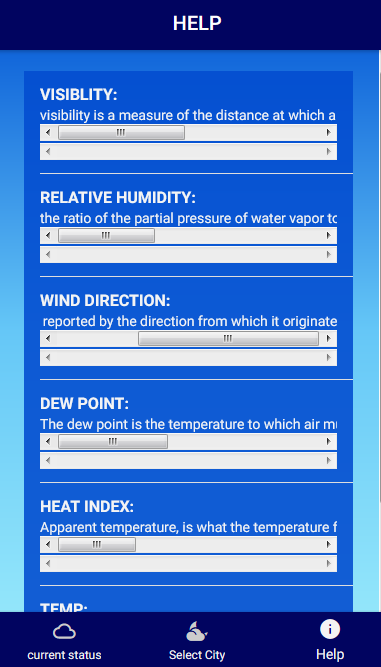 HELP
VISIBLITY:
visibility is a measure of the distance at which a
RELATIVE HUMIDITY:
the ratio of the partial pressure of water vapor to
WIND DIRECTION:
reported by the direction from which it originate
DEW POINT:
The dew point is the temperature to which air
HEAT INDEX:
Apparent temperature, is what the temperature
TEMP:
current status
Select City
Help